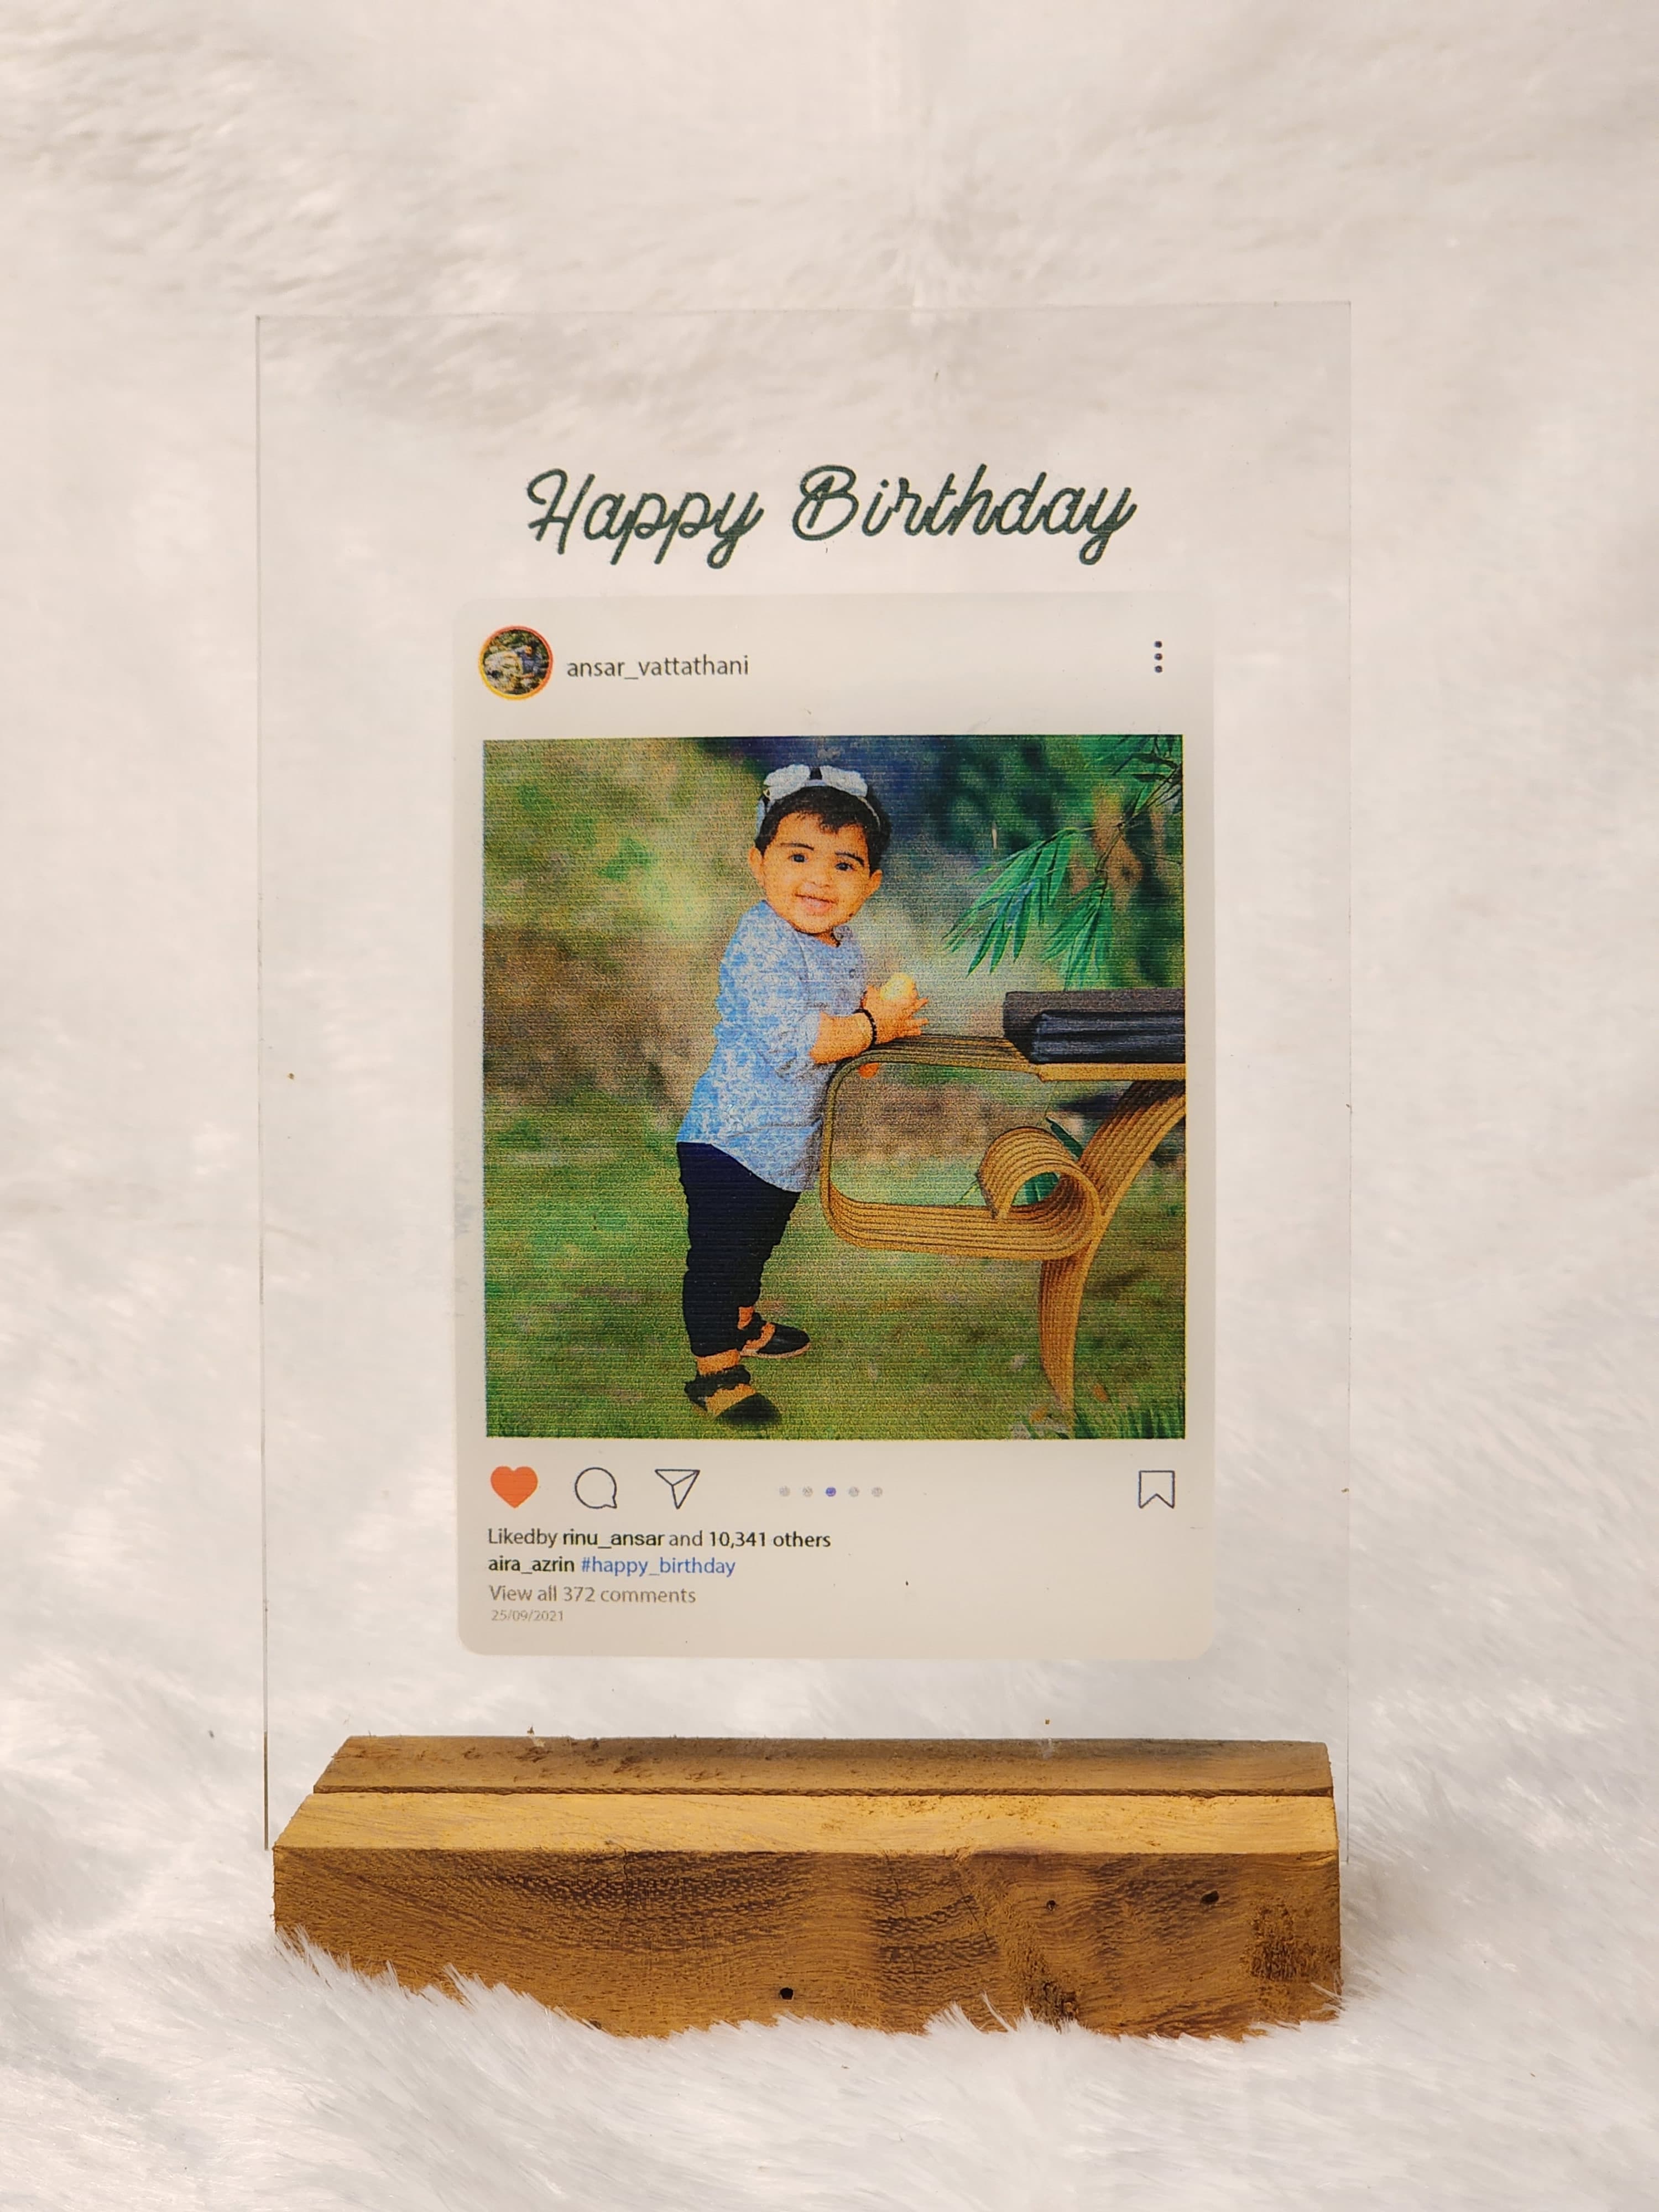 Happy Birthday
ansar_vattathani
Likedby rinu_ansar and 10,341 others
aira_azrin #happy_birthday
View all 372 comments
25/09/2021